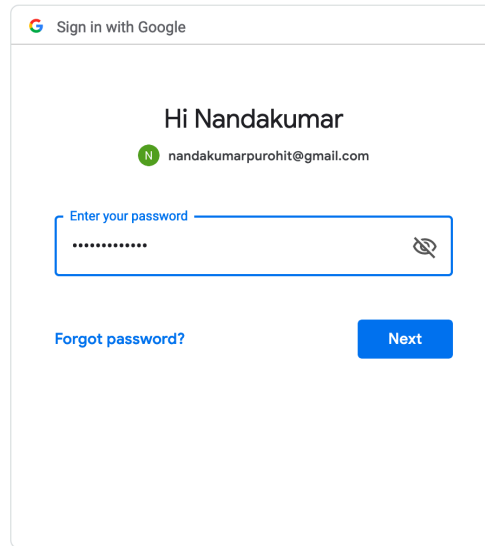 Sign in with Google
Hi Nandakumar
N nandakumarpurohit@gmail.com
Enter your password
•••••••••••••
Forgot password?
Next